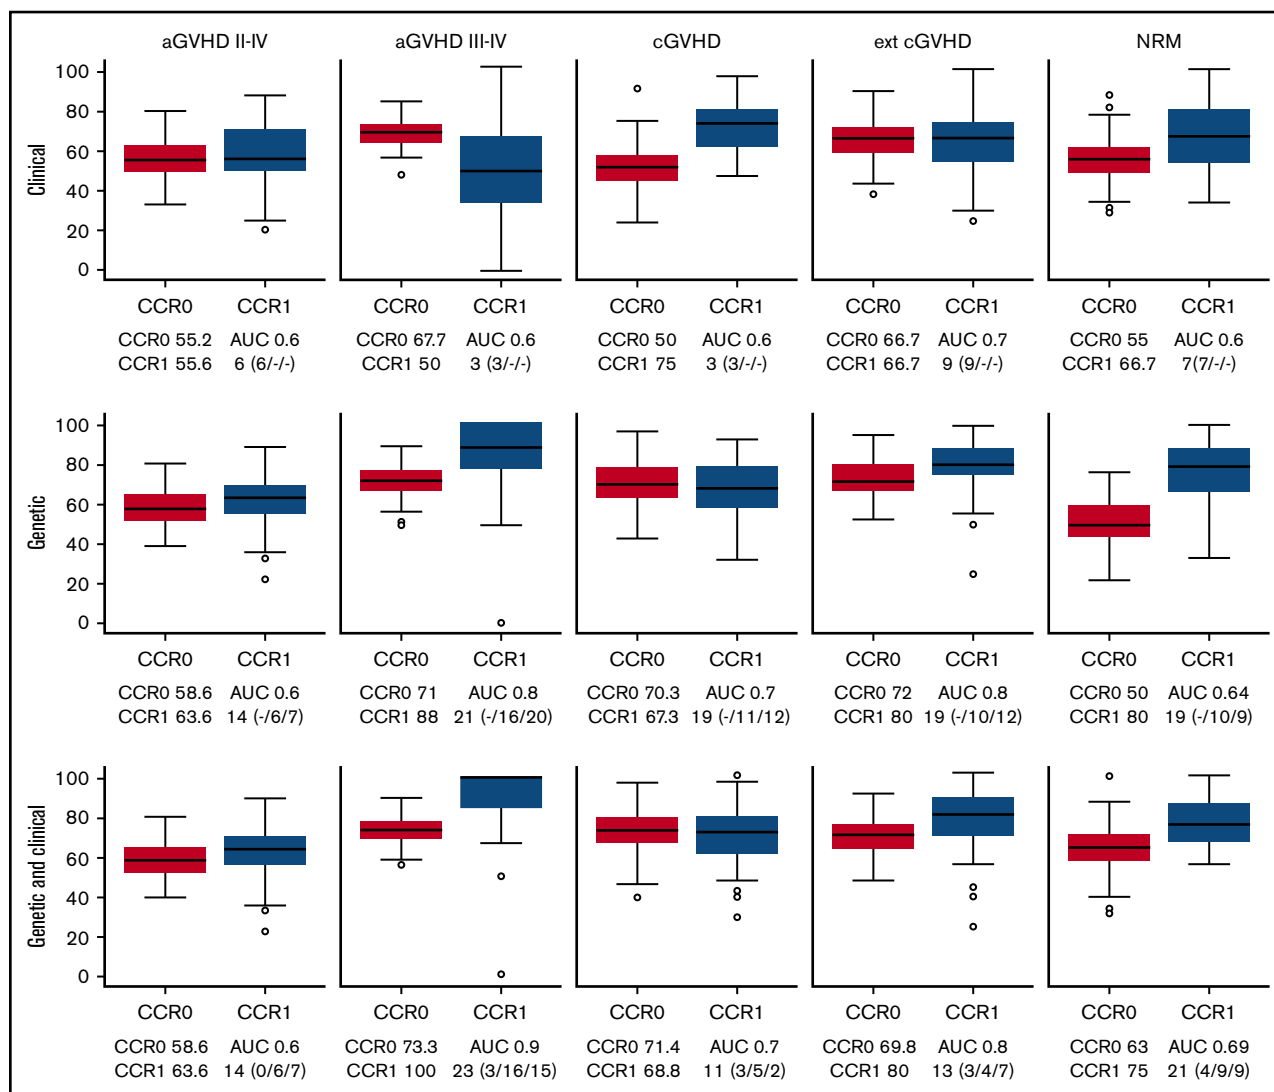 aGVHD II-IV aGVHD III-IV cGVHD ext cGVHD NRM
Clinical
100
80
60
40
20
0
CCR0 CCR1 CCR0 CCR1 CCR0 CCR1 CCR0 CCR1 CCR0 CCR1
CCR0 55.2 AUC 0.6 CCR0 67.7 AUC 0.6 CCR0 50 AUC 0.6 CCR0 66.7 AUC 0.7 CCR0 55 AUC 0.6
CCR1 55.6 6 (6/-/-) CCR1 50 3 (3/-/-) CCR1 75 3 (3/-/-) CCR1 66.7 9 (9/-/-) CCR1 66.7 7(7/-/-)
Genetic
100
80
60
40
20
0
CCR0 CCR1 CCR0 CCR1 CCR0 CCR1 CCR0 CCR1 CCR0 CCR1
CCR0 58.6 AUC 0.6 CCR0 71 AUC 0.8 CCR0 70.3 AUC 0.7 CCR0 72 AUC 0.8 CCR0 50 AUC 0.64
CCR1 63.6 14 (-/6/7) CCR1 88 21 (-/16/20) CCR1 67.3 19 (-/11/12) CCR1 80 19 (-/10/12) CCR1 80 19 (-/10/9)
Genetic and clinical
100
80
60
40
20
0
CCR0 CCR1 CCR0 CCR1 CCR0 CCR1 CCR0 CCR1 CCR0 CCR1
CCR0 58.6 AUC 0.6 CCR0 73.3 AUC 0.9 CCR0 71.4 AUC 0.7 CCR0 69.8 AUC 0.8 CCR0 63 AUC 0.69
CCR1 63.6 14 (0/6/7) CCR1 100 23 (3/16/15) CCR1 68.8 11 (3/5/2) CCR1 80 13 (3/4/7) CCR1 75 21 (4/9/9)